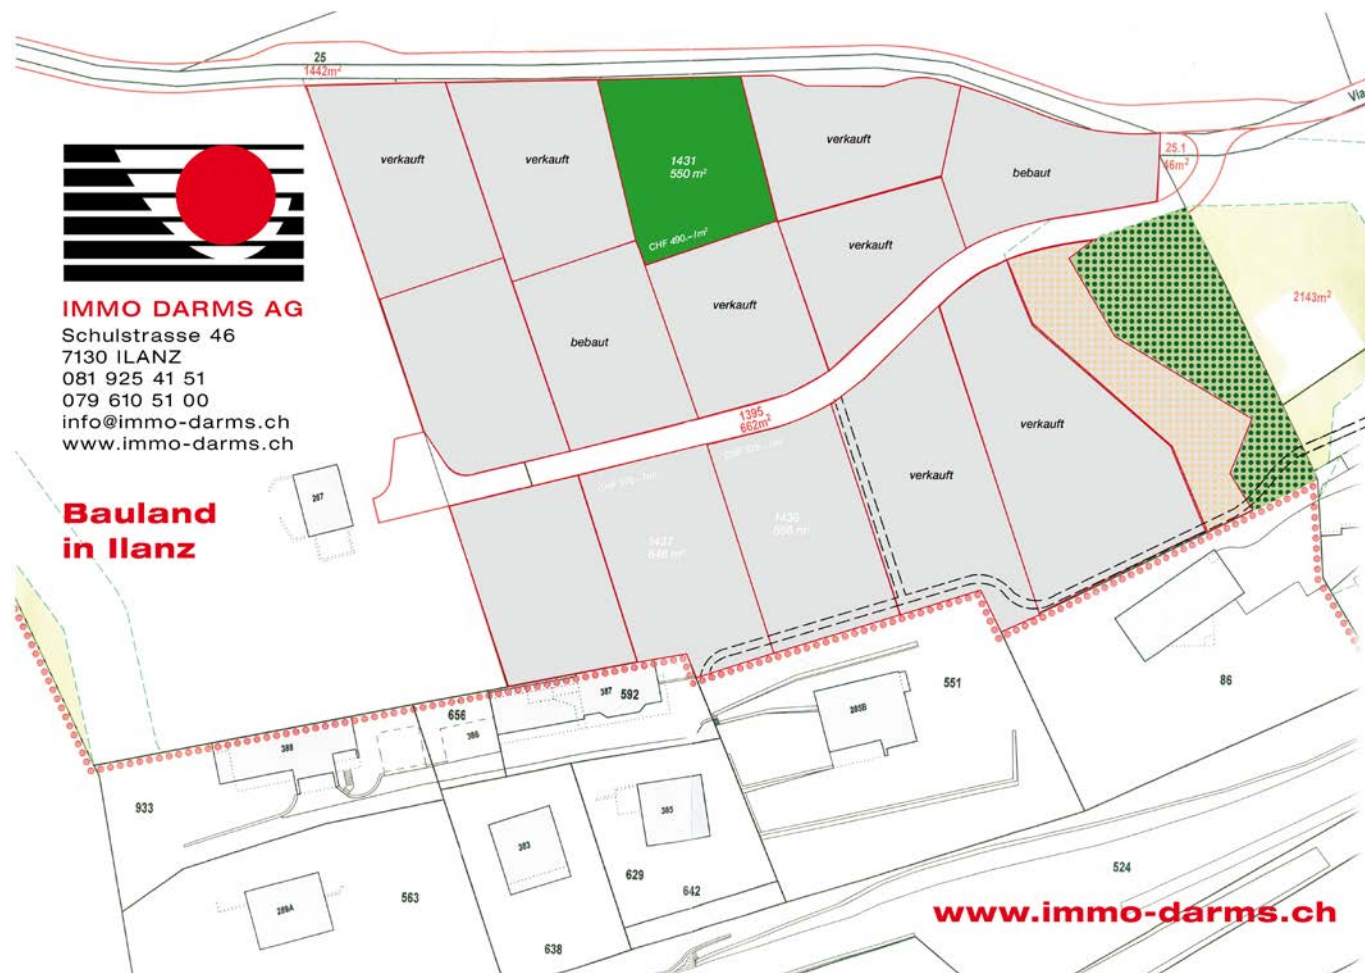 25
1442m²
Via
verkauft
verkauft
1431
550 m²
CHF 490.–/m²
verkauft
bebaut
25.1
46m²
verkauft
verkauft
bebaut
2143m²
IMMO DARMS AG
Schulstrasse 46
7130 ILANZ
081 925 41 51
079 610 51 00
info@immo-darms.ch
www.immo-darms.ch
Bauland
in Ilanz
1395
662m²
verkauft
verkauft
267
387
592
656
386
388
551
285B
86
933
385
383
629
642
563
289A
638
524
www.immo-darms.ch